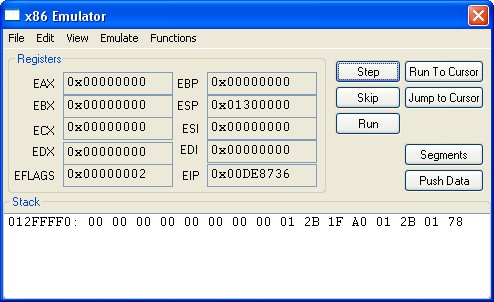 x86 Emulator
File Edit View Emulate Functions
Registers
EAX 0x00000000 EBP 0x00000000 Step Run To Cursor
EBX 0x00000000 ESP 0x01300000 Skip Jump to Cursor
ECX 0x00000000 ESI 0x00000000 Run
EDX 0x00000000 EDI 0x00000000 Segments
EFLAGS 0x00000002 EIP 0x00DE8736 Push Data
Stack
012FFFF0: 00 00 00 00 00 00 00 00 01 2B 1F A0 01 2B 01 78